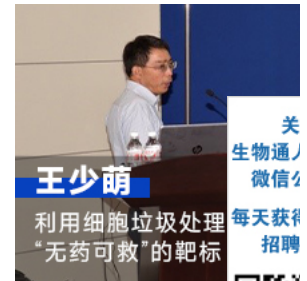 王少萌
利用细胞垃圾处理
“无药可救”的靶标
关
生物通人
微信公
每天获得
招聘